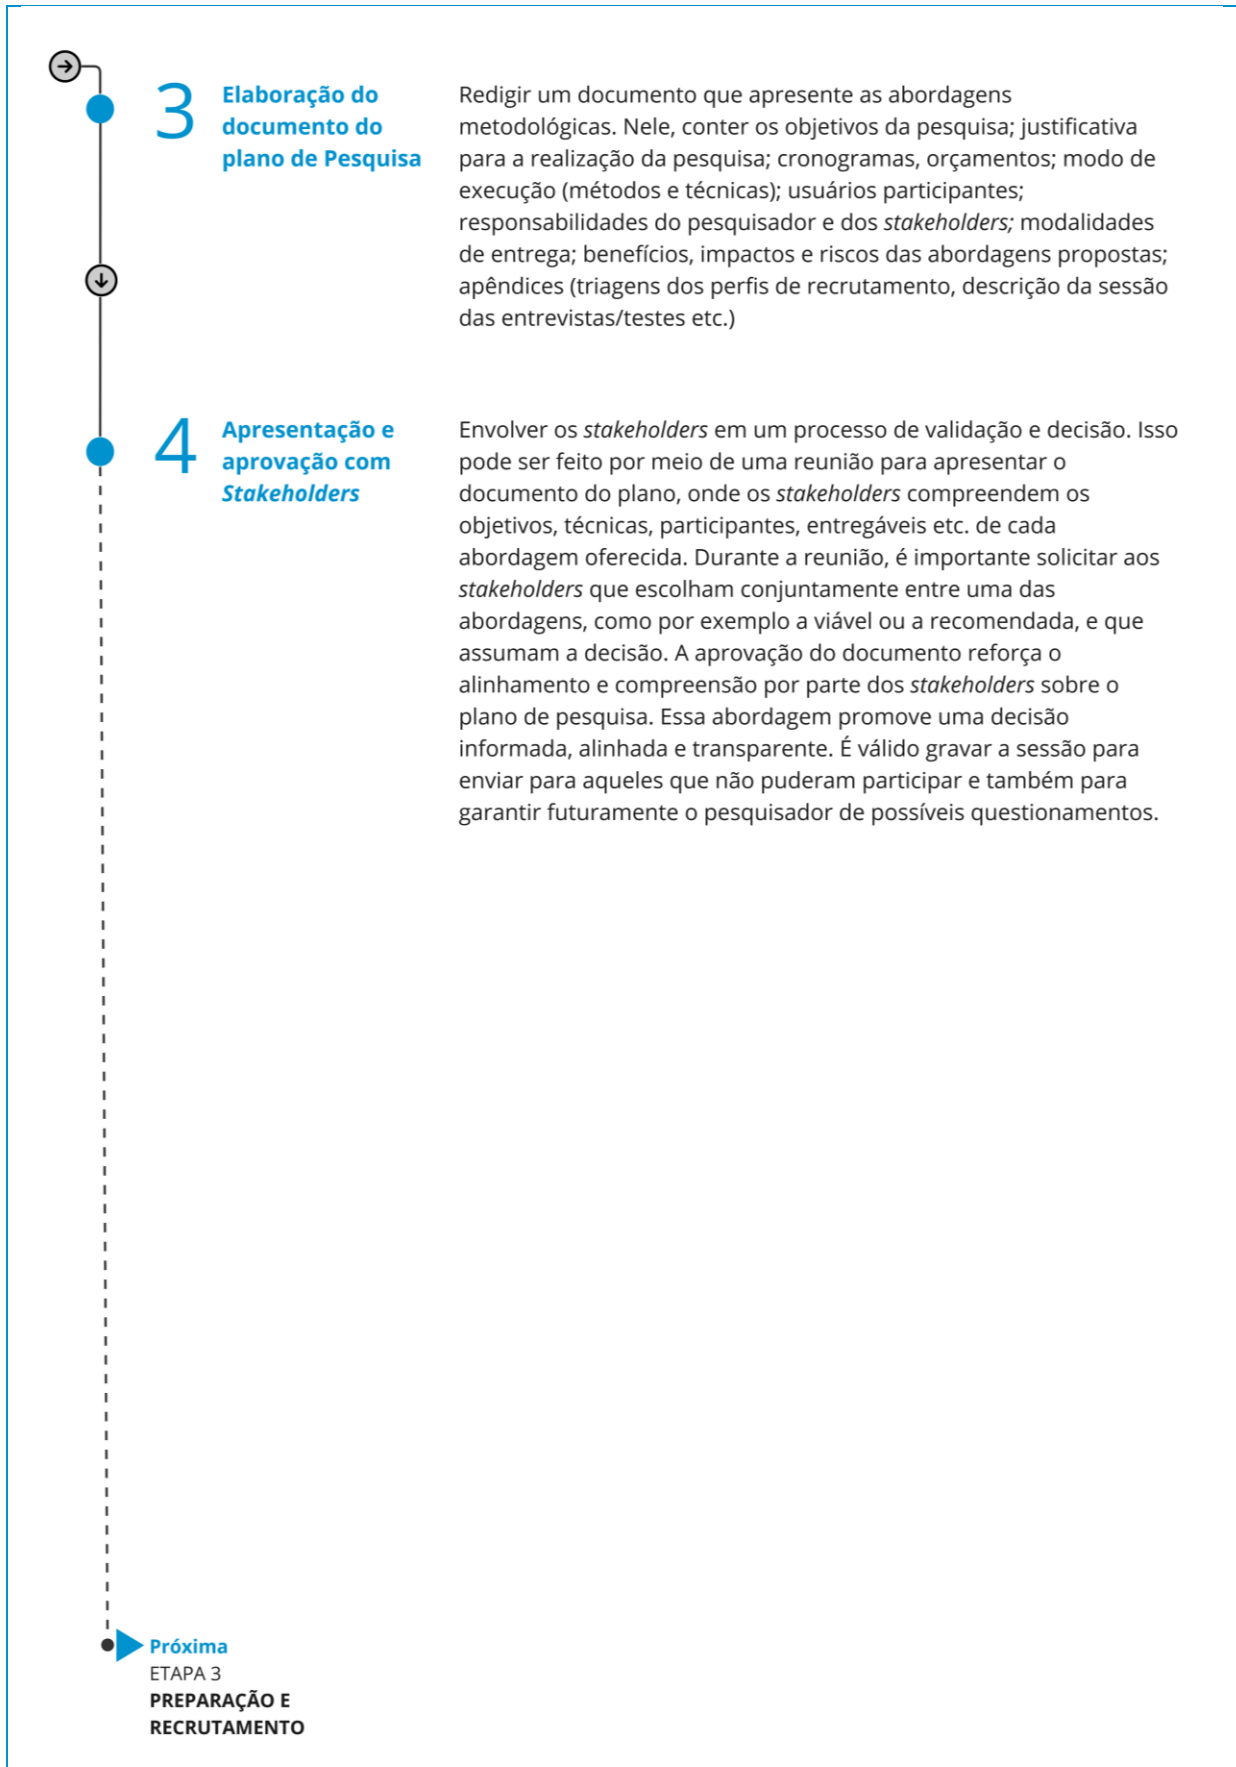 3
Elaboração do
documento do
plano de Pesquisa
Redigir um documento que apresente as abordagens
metodológicas. Nele, conter os objetivos da pesquisa; justificativa
para a realização da pesquisa; cronogramas, orçamentos; modo de
execução (métodos e técnicas); usuários participantes;
responsabilidades do pesquisador e dos stakeholders; modalidades
de entrega; benefícios, impactos e riscos das abordagens propostas;
apêndices (triagens dos perfis de recrutamento, descrição da sessão
das entrevistas/testes etc.)
4
Apresentação e
aprovação com
Stakeholders
Envolver os stakeholders em um processo de validação e decisão. Isso
pode ser feito por meio de uma reunião para apresentar o
documento do plano, onde os stakeholders compreendem os
objetivos, técnicas, participantes, entregáveis etc. de cada
abordagem oferecida. Durante a reunião, é importante solicitar aos
stakeholders que escolham conjuntamente entre uma das
abordagens, como por exemplo a viável ou a recomendada, e que
assumam a decisão. A aprovação do documento reforça o
alinhamento e compreensão por parte dos stakeholders sobre o
plano de pesquisa. Essa abordagem promove uma decisão
informada, alinhada e transparente. É válido gravar a sessão para
enviar para aqueles que não puderam participar e também para
garantir futuramente o pesquisador de possíveis questionamentos.
Próxima
ETAPA 3
PREPARAÇÃO E
RECRUTAMENTO